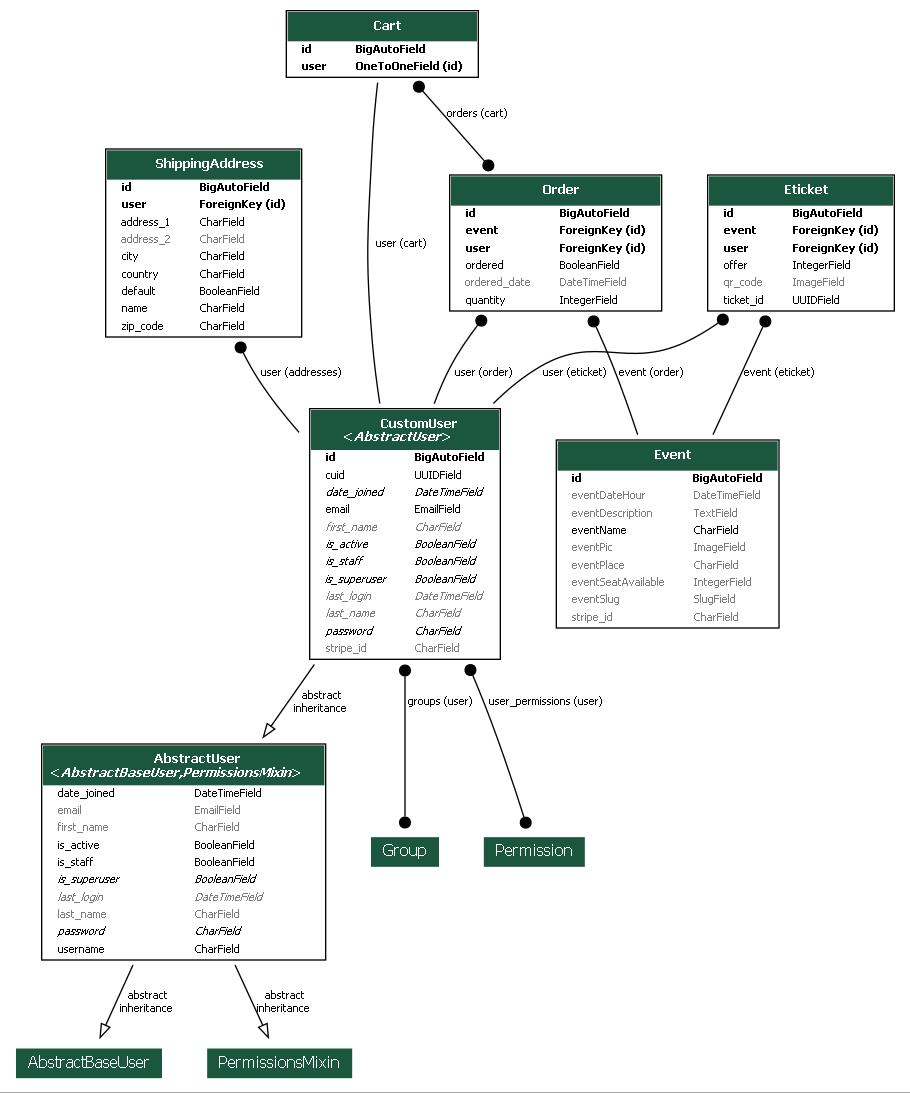 Cart
id BigAutoField
user OneToOneField (id)
orders (cart)
ShippingAddress
id BigAutoField
user ForeignKey (id)
address_1 CharField
address_2 CharField
city CharField
country CharField
default BooleanField
name CharField
zip_code CharField
Order
id BigAutoField
event ForeignKey (id)
user ForeignKey (id)
ordered BooleanField
ordered_date DateTimeField
quantity IntegerField
Eticket
id BigAutoField
event ForeignKey (id)
user ForeignKey (id)
offer IntegerField
qr_code ImageField
ticket_id UUIDField
user (cart)
user (addresses)
user (order)
user (eticket)
event (order)
event (eticket)
CustomUser
<AbstractUser>
id BigAutoField
cuid UUIDField
date_joined DateTimeField
email EmailField
first_name CharField
is_active BooleanField
is_staff BooleanField
is_superuser BooleanField
last_login DateTimeField
last_name CharField
password CharField
stripe_id CharField
Event
id BigAutoField
eventDateHour DateTimeField
eventDescription TextField
eventName CharField
eventPic ImageField
eventPlace CharField
eventSeatAvailable IntegerField
eventSlug SlugField
stripe_id CharField
abstract
inheritance
groups (user)
user_permissions (user)
AbstractUser
<AbstractBaseUser,PermissionsMixin>
date_joined DateTimeField
email EmailField
first_name CharField
is_active BooleanField
is_staff BooleanField
is_superuser BooleanField
last_login DateTimeField
last_name CharField
password CharField
username CharField
Group
Permission
abstract
inheritance
abstract
inheritance
AbstractBaseUser
PermissionsMixin